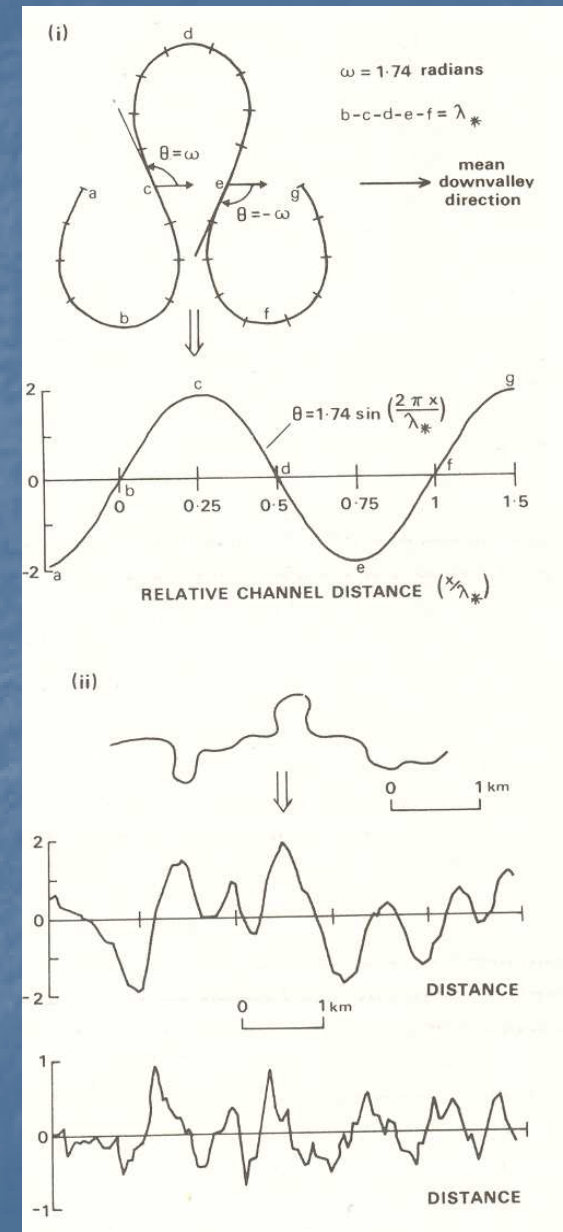 (i)
d
ω = 1·74 radians
b-c-d-e-f = λ*
θ=ω
mean
downvalley
direction
a
c
e
g
θ=-ω
b
f
2
c
g
θ=1·74 sin (2 π x / λ*)
0
b
d
f
0
0·25
0·5
0·75
1
1·5
-2
a
e
RELATIVE CHANNEL DISTANCE (x/λ*)
(ii)
0
1 km
2
0
-2
DISTANCE
0
1 km
1
0
-1
DISTANCE